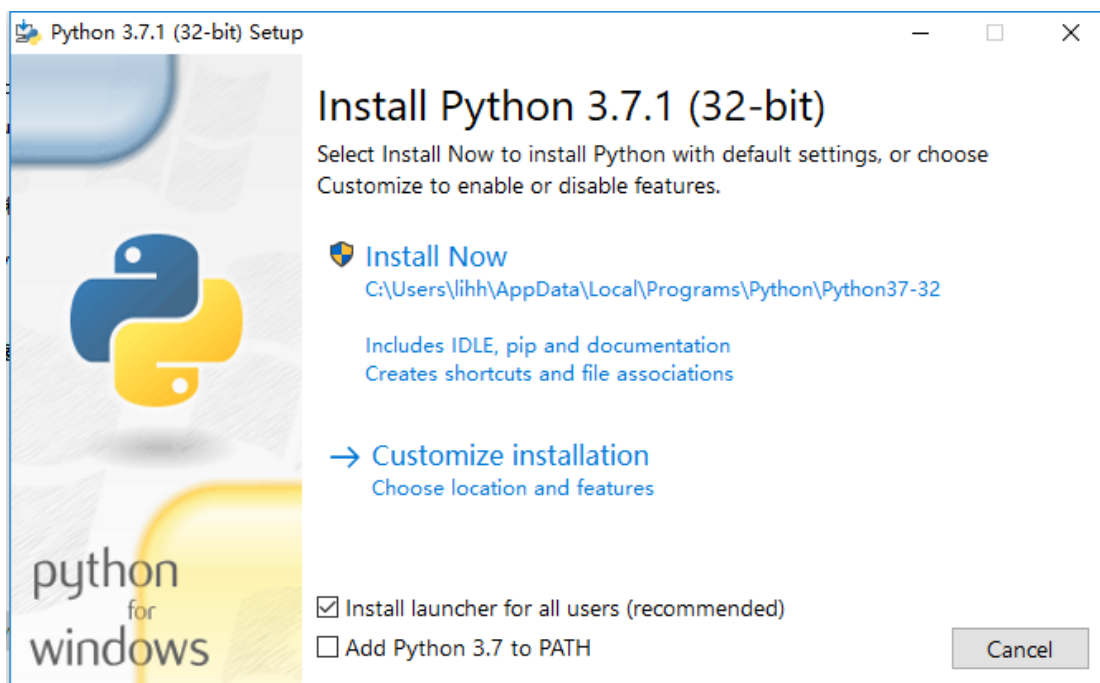 Python 3.7.1 (32-bit) Setup
Install Python 3.7.1 (32-bit)
Select Install Now to install Python with default settings, or choose
Customize to enable or disable features.
Install Now
C:\Users\lihh\AppData\Local\Programs\Python\Python37-32
Includes IDLE, pip and documentation
Creates shortcuts and file associations
Customize installation
Choose location and features
python
for
windows
Install launcher for all users (recommended)
Add Python 3.7 to PATH
Cancel